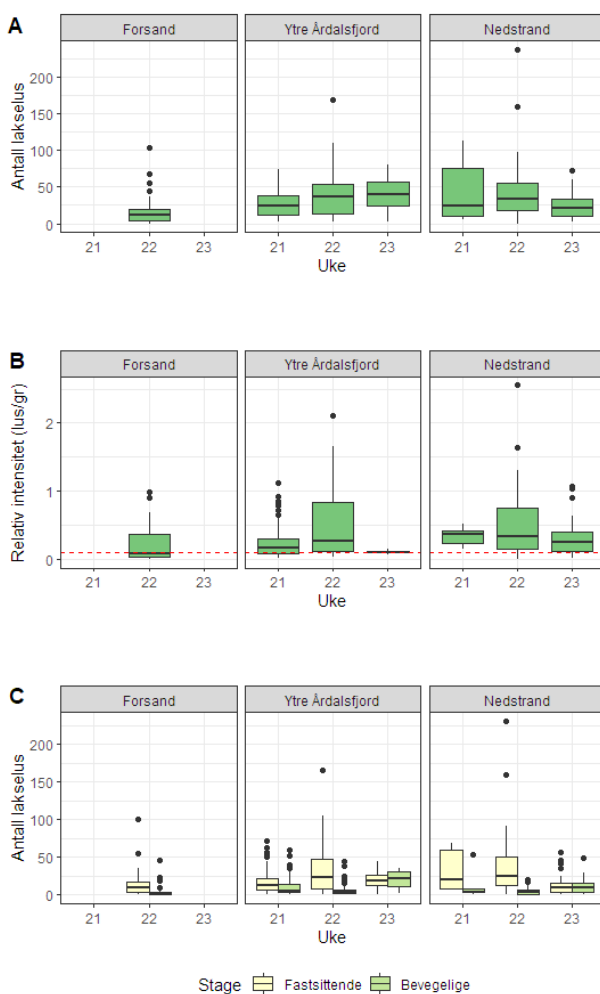 A
Forsand
Ytre Årdalsfjord
Nedstrand
Antall lakselus
200
150
100
50
0
21 22 23
21 22 23
21 22 23
Uke
B
Forsand
Ytre Årdalsfjord
Nedstrand
Relativ intensitet (lus/gr)
2
1
0
21 22 23
21 22 23
21 22 23
Uke
C
Forsand
Ytre Årdalsfjord
Nedstrand
Antall lakselus
200
150
100
50
0
21 22 23
21 22 23
21 22 23
Uke
Stage Fastsittende Bevegelige